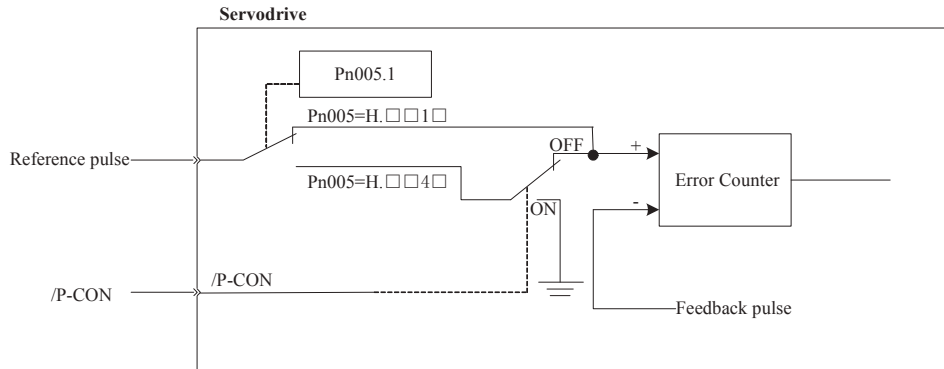 Servodrive
Pn005.1
Pn005=H.□□1□
Reference pulse
OFF
+
Error Counter
Pn005=H.□□4□
-
ON
/P-CON
/P-CON
Feedback pulse